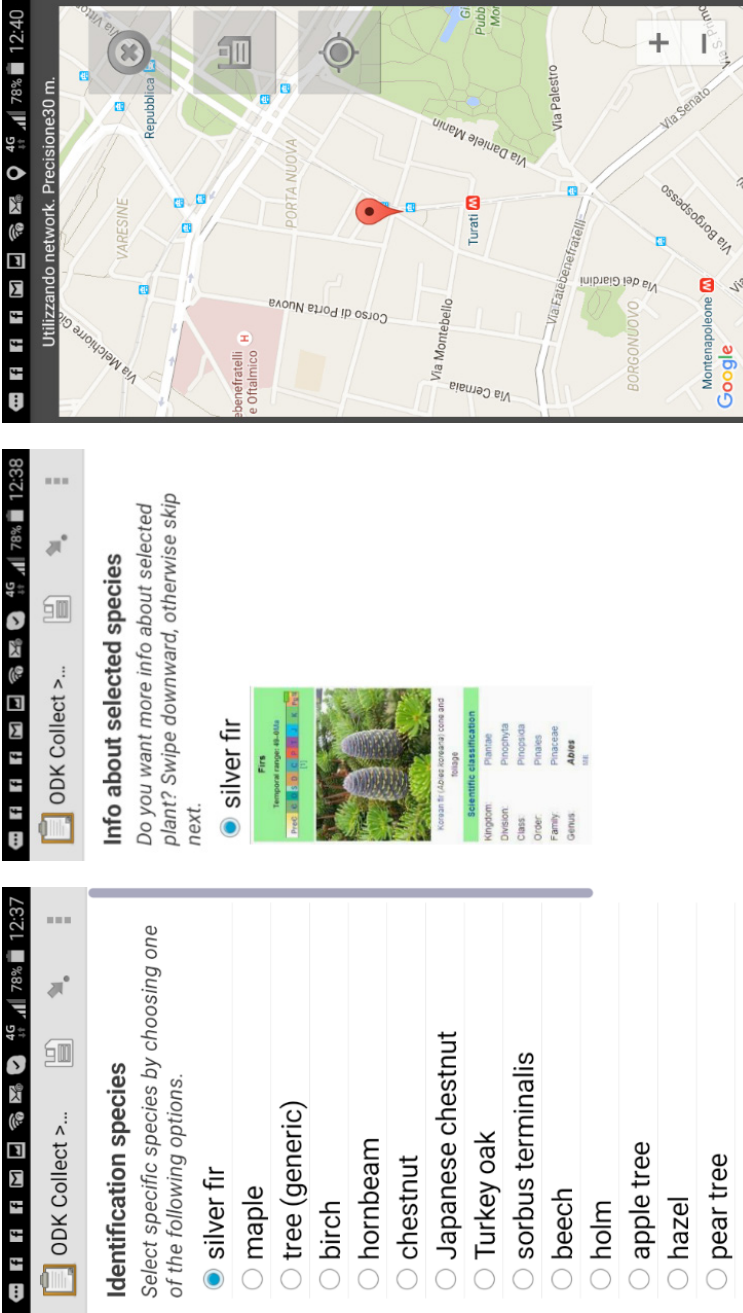 12:37
78%
4G
ODK Collect >...
Identification species
Select specific species by choosing one
of the following options.
silver fir
maple
tree (generic)
birch
hornbeam
chestnut
Japanese chestnut
Turkey oak
sorbus terminalis
beech
holm
apple tree
hazel
pear tree
4G 78% 12:38
ODK Collect >...
Info about selected species
Do you want more info about selected
plant? Swipe downward, otherwise skip
next.
silver fir
Firs
Korean fir (Abies koreana) cone and
foliage
Scientific classification
Kingdom: Plantae
Division: Pinophyta
Class: Pinopsida
Order: Pinales
Family: Pinaceae
Genus: Abies
4G 78% 12:40
Utilizzando network. Precisione30 m.
Repubblica
VARESINE
PORTA NUOVA
Via Melchiorre Gio
Corso di Porta Nuova
ebenefratelli
e Oftalmico
H
Via Daniele Manin
Via Palestro
Turati M
Via Montebello
Via Cernaia
Via Fatebenefratelli
Via Senato
Via dei Giardini
Via Borgospesso
BORGONUOVO
Montenapoleone M
Google
+
−